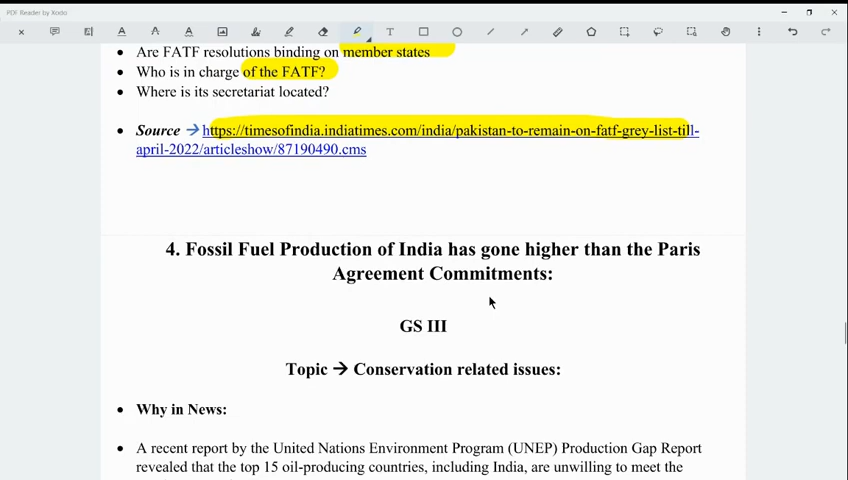 PDF Reader by Xodo
• Are FATF resolutions binding on member states
• Who is in charge of the FATF?
• Where is its secretariat located?
• Source → https://timesofindia.indiatimes.com/india/pakistan-to-remain-on-fatf-grey-list-till-
april-2022/articleshow/87190490.cms
4. Fossil Fuel Production of India has gone higher than the Paris
Agreement Commitments:
GS III
Topic → Conservation related issues:
• Why in News:
• A recent report by the United Nations Environment Program (UNEP) Production Gap Report
revealed that the top 15 oil-producing countries, including India, are unwilling to meet the